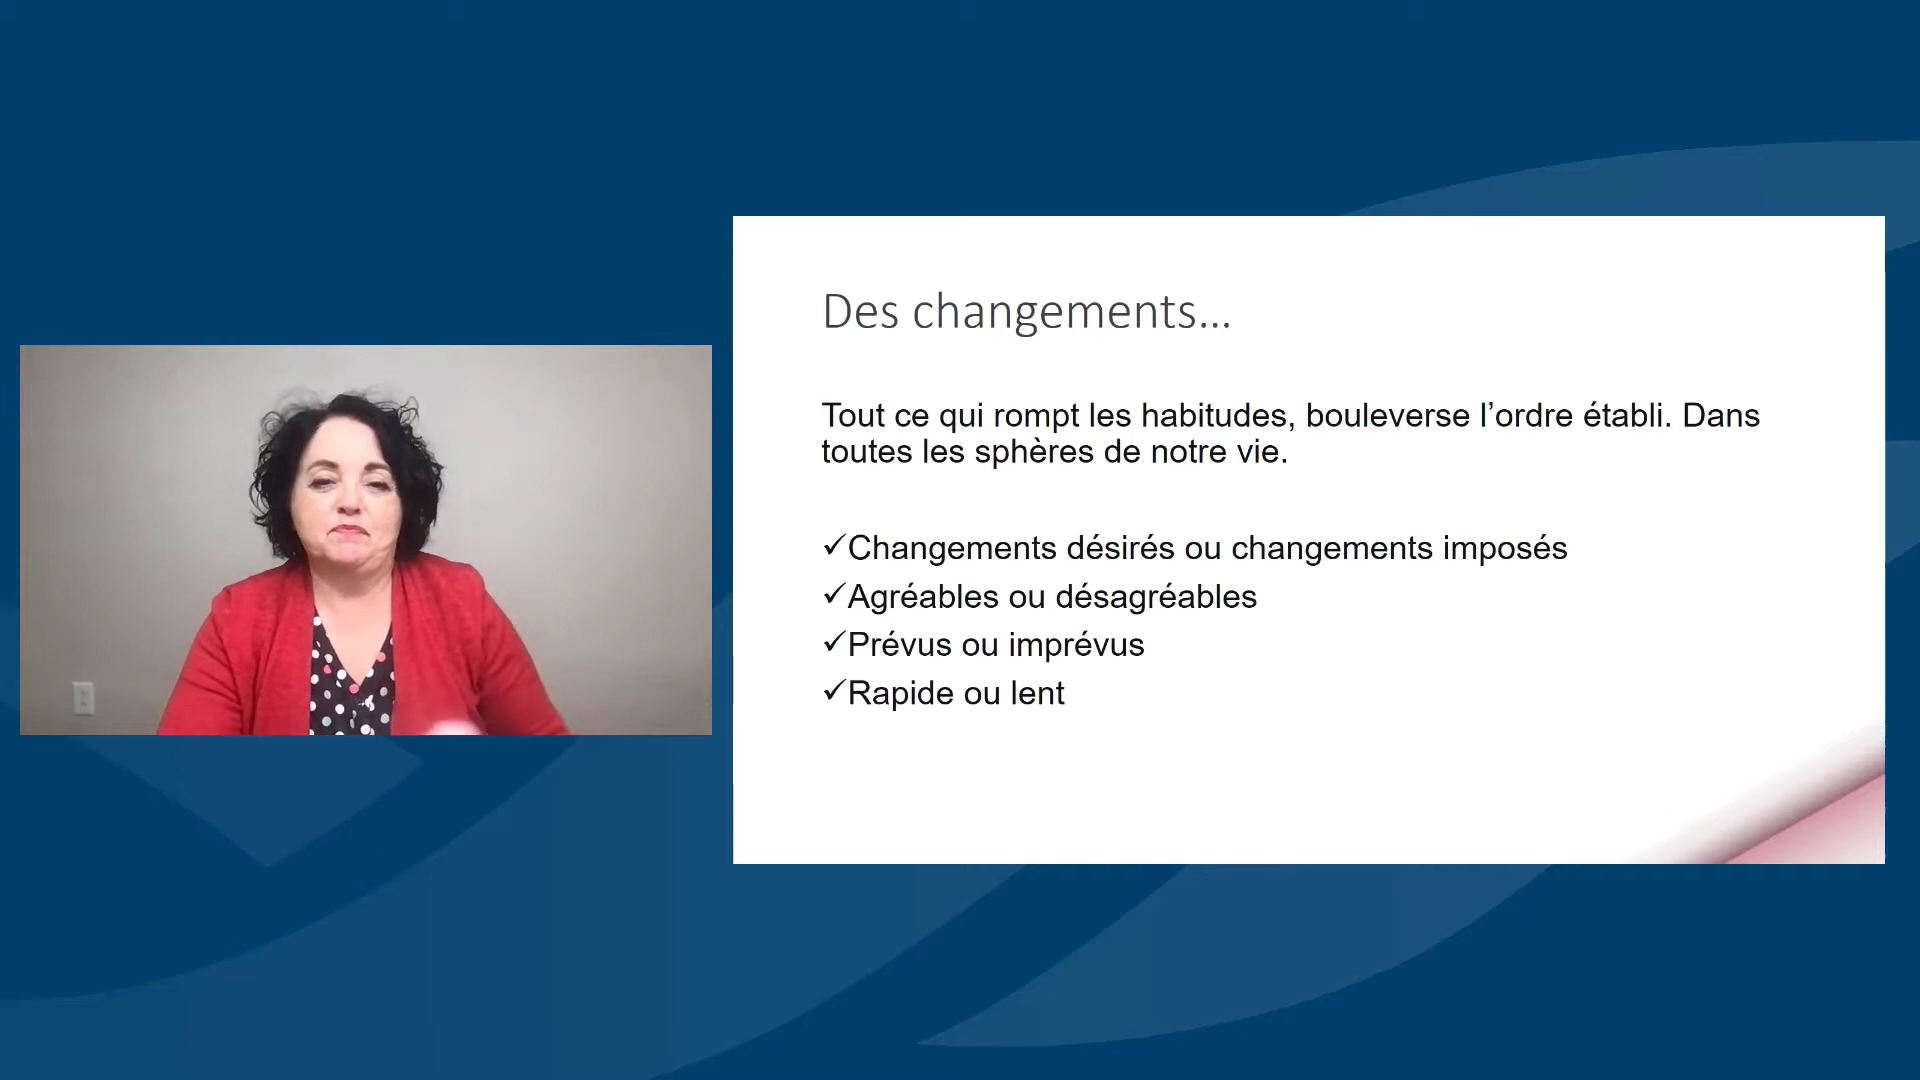 Des changements...
Tout ce qui rompt les habitudes, bouleverse l’ordre établi. Dans
toutes les sphères de notre vie.
✓Changements désirés ou changements imposés
✓Agréables ou désagréables
✓Prévus ou imprévus
✓Rapide ou lent